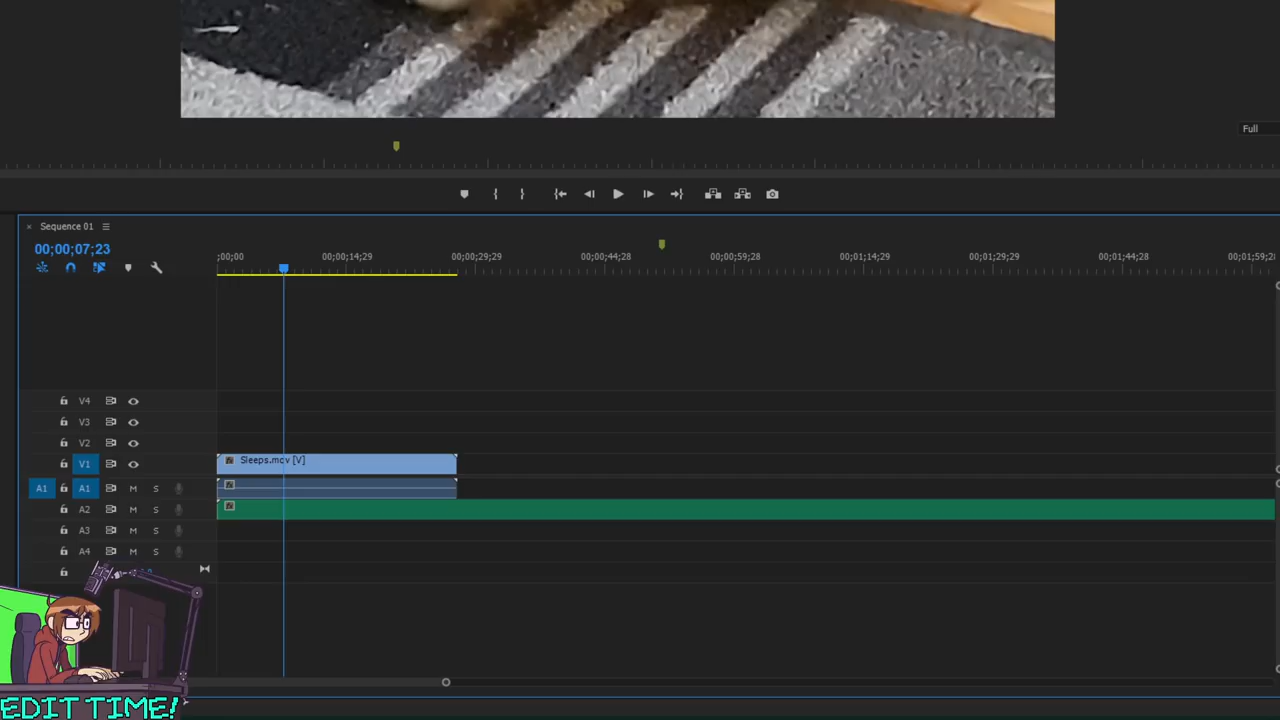 Full
Sequence 01
00;00;07;23
;00;00 00;00;14;29 00;00;29;29 00;00;44;28 00;00;59;28 00;01;14;29 00;01;29;29 00;01;44;28 00;01;59;28
V4
V3
V2
V1 Sleeps.mov [V]
A1 A1 M S
A2 M S
A3 M S
A4 M S
EDIT TIME!